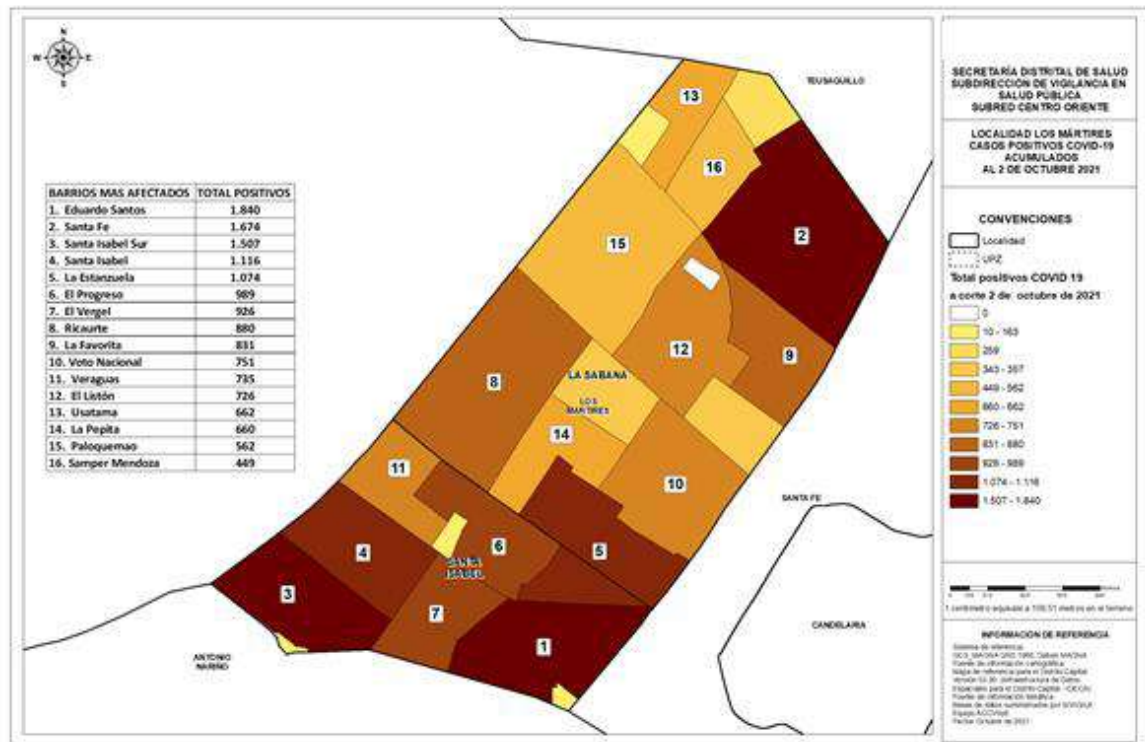 N
W E
S
TEUSAQUILLO
13
16
2
15
12
9
8
LA SABANA
LOS
MARTIRES
14
11
10
6
5
4
SANTA
ISABEL
3
7
1
SANTA FE
CANDELARIA
ANTONIO
NARIÑO
BARRIOS MAS AFECTADOS TOTAL POSITIVOS
1. Eduardo Santos 1.840
2. Santa Fe 1.674
3. Santa Isabel Sur 1.507
4. Santa Isabel 1.116
5. La Estanzuela 1.074
6. El Progreso 989
7. El Vergel 926
8. Ricaurte 880
9. La Favorita 831
10. Voto Nacional 751
11. Veraguas 735
12. El Listón 726
13. Usatama 662
14. La Pepita 660
15. Paloquemao 562
16. Samper Mendoza 449
SECRETARÍA DISTRITAL DE SALUD
SUBDIRECCIÓN DE VIGILANCIA EN
SALUD PÚBLICA
SUBRED CENTRO ORIENTE
LOCALIDAD LOS MÁRTIRES
CASOS POSITIVOS COVID-19
ACUMULADOS
AL 2 DE OCTUBRE 2021
CONVENCIONES
Localidad
UPZ
Total positivos COVID 19
a corte 2 de octubre de 2021
0
10 - 163
259
343 - 357
449 - 562
660 - 662
726 - 751
831 - 880
926 - 989
1.074 - 1.116
1.507 - 1.840
INFORMACIÓN DE REFERENCIA